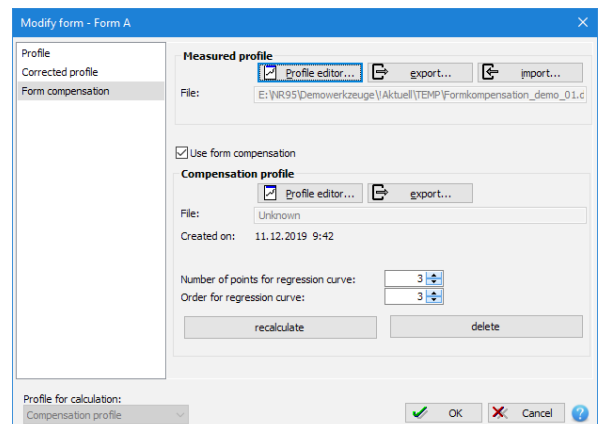 Modify form - Form A
Profile
Corrected profile
Form compensation
Measured profile
Profile editor... export... import...
File: E:\NR95\Demowerkzeuge\!Aktuell\TEMP\Formkompensation_demo_01.c
Use form compensation
Compensation profile
Profile editor... export...
File: Unknown
Created on: 11.12.2019 9:42
Number of points for regression curve: 3
Order for regression curve: 3
recalculate delete
Profile for calculation:
Compensation profile
OK Cancel ?